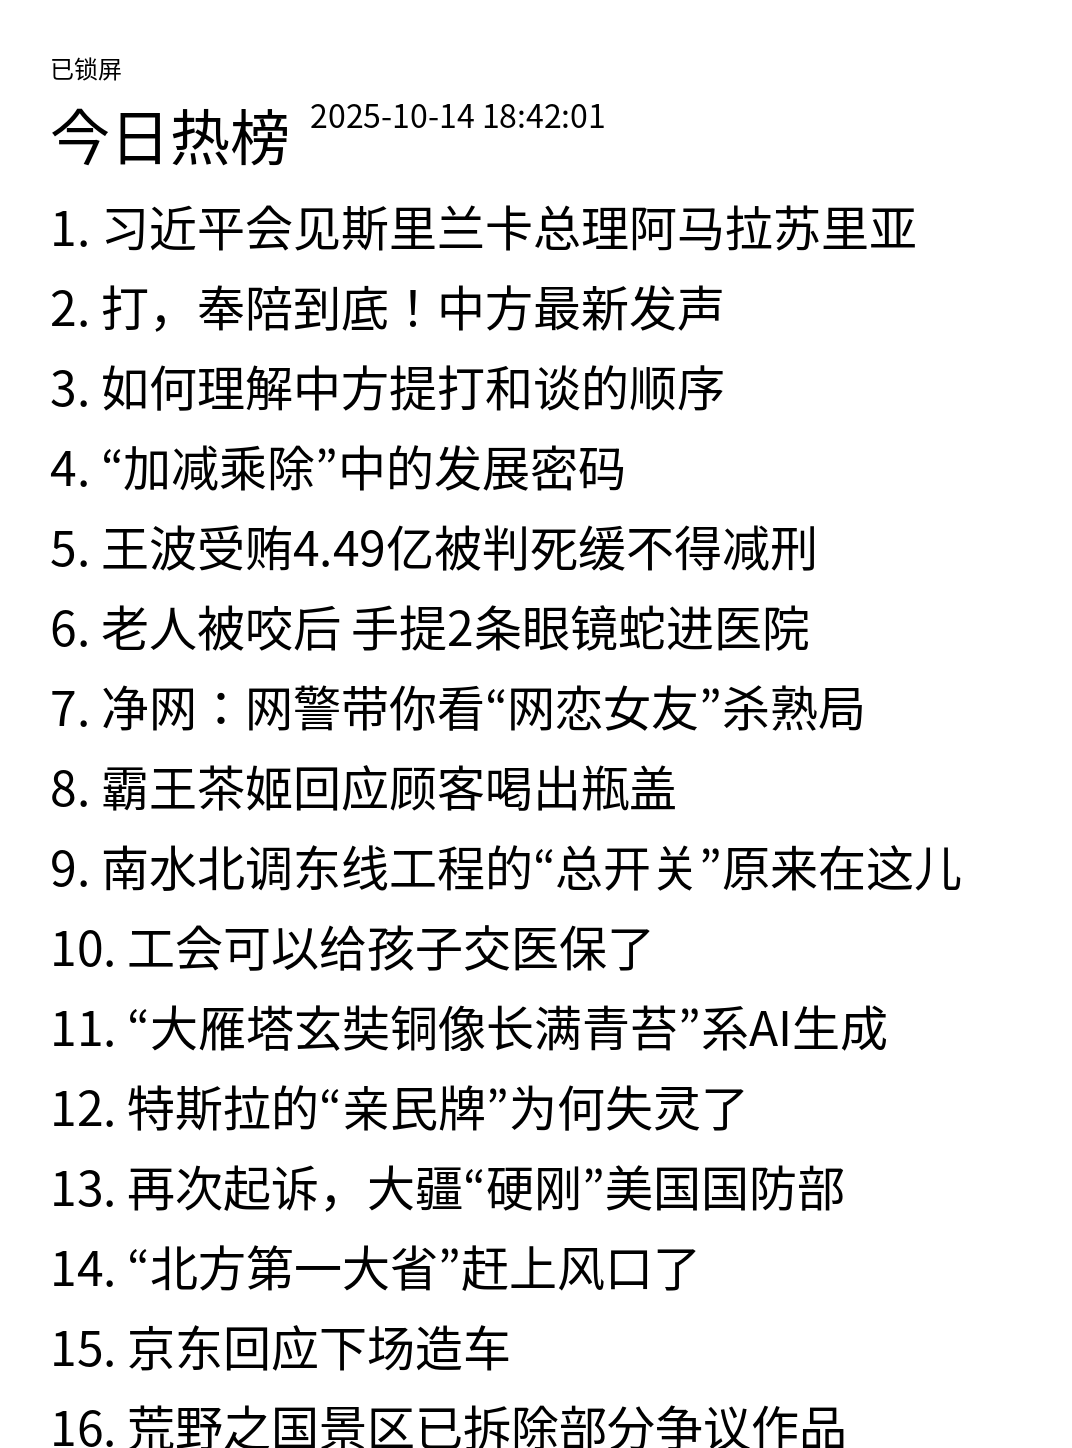 已锁屏
今日热榜 2025-10-14 18:42:01
1. 习近平会见斯里兰卡总理阿马拉苏里亚
2. 打，奉陪到底！中方最新发声
3. 如何理解中方提打和谈的顺序
4. “加减乘除”中的发展密码
5. 王波受贿4.49亿被判死缓不得减刑
6. 老人被咬后 手提2条眼镜蛇进医院
7. 净网：网警带你看“网恋女友”杀熟局
8. 霸王茶姬回应顾客喝出瓶盖
9. 南水北调东线工程的“总开关”原来在这儿
10. 工会可以给孩子交医保了
11. “大雁塔玄奘铜像长满青苔”系AI生成
12. 特斯拉的“亲民牌”为何失灵了
13. 再次起诉，大疆“硬刚”美国国防部
14. “北方第一大省”赶上风口了
15. 京东回应下场造车
16. 荒野之国景区已拆除部分争议作品